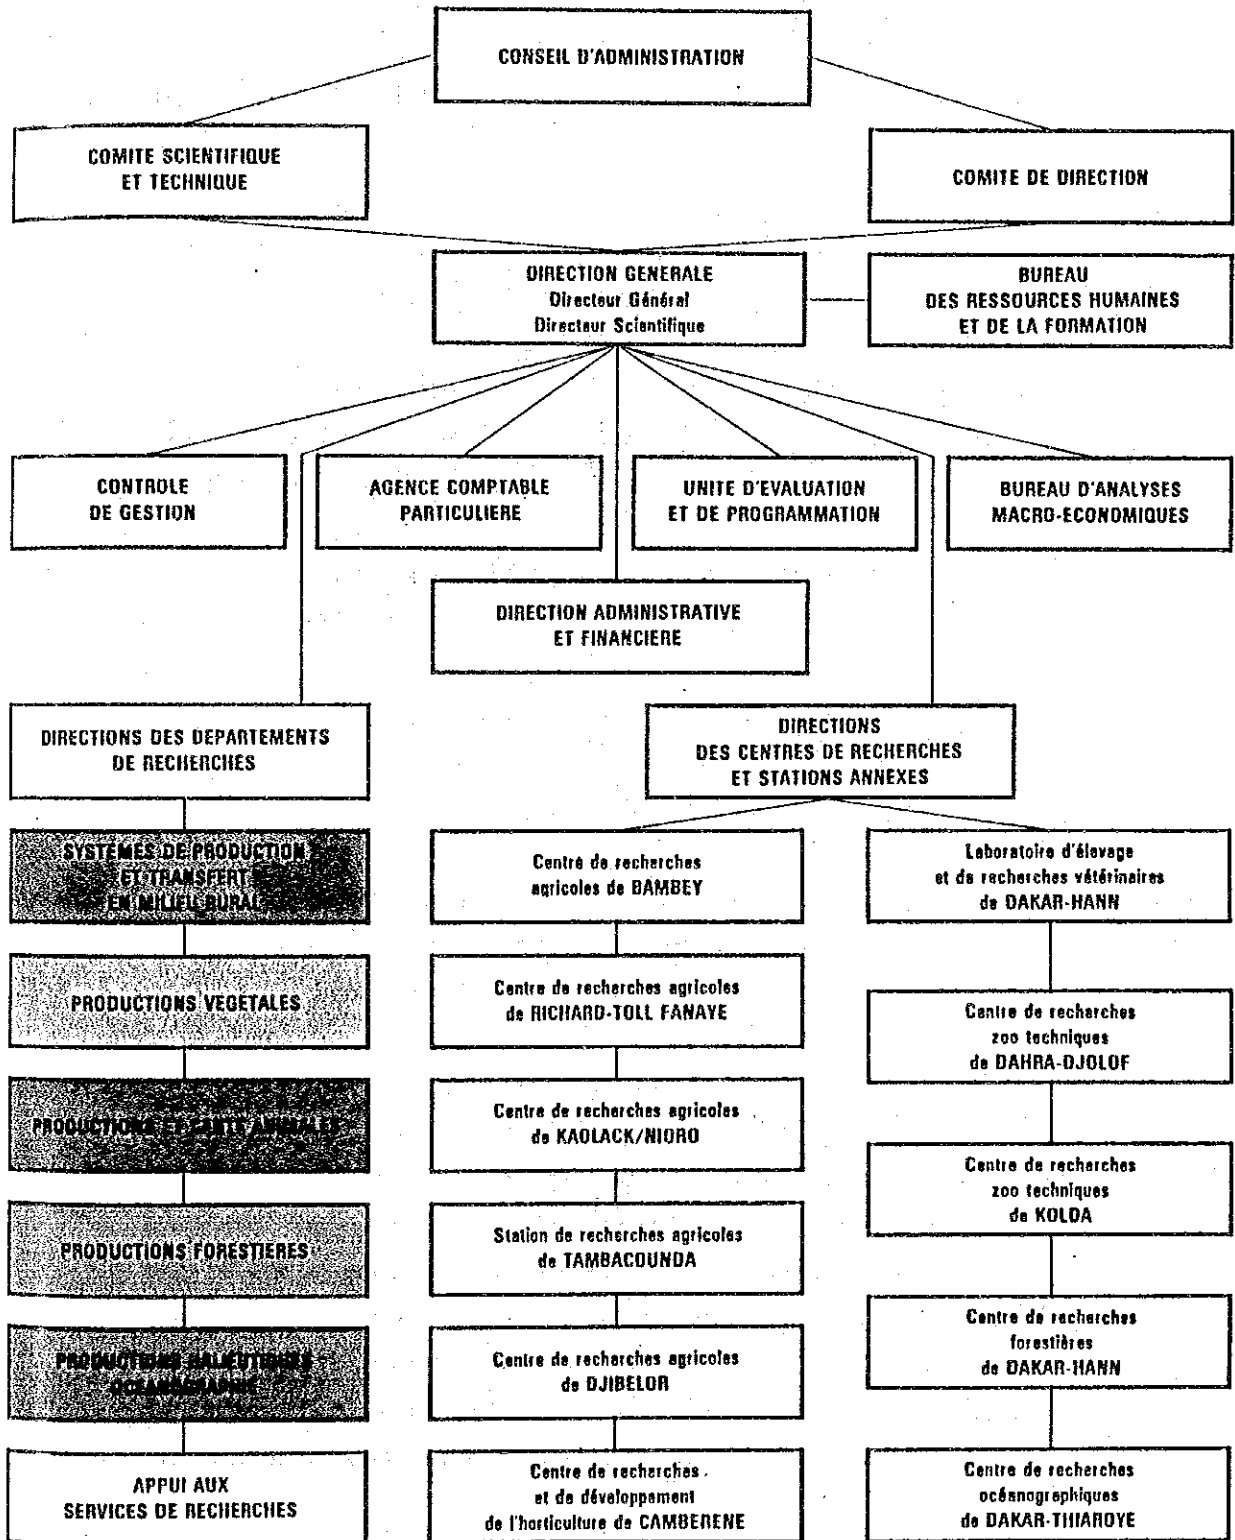 CONSEIL D'ADMINISTRATION
COMITE SCIENTIFIQUE
ET TECHNIQUE
COMITE DE DIRECTION
DIRECTION GENERALE
Directeur Général
Directeur Scientifique
BUREAU
DES RESSOURCES HUMAINES
ET DE LA FORMATION
CONTROLE
DE GESTION
AGENCE COMPTABLE
PARTICULIERE
UNITE D'EVALUATION
ET DE PROGRAMMATION
BUREAU D'ANALYSES
MACRO-ECONOMIQUES
DIRECTION ADMINISTRATIVE
ET FINANCIERE
DIRECTIONS DES DEPARTEMENTS
DE RECHERCHES
DIRECTIONS
DES CENTRES DE RECHERCHES
ET STATIONS ANNEXES
SYSTEMES DE PRODUCTION
ET TRANSFERT
EN MILIEU RURAL
PRODUCTIONS VEGETALES
PRODUCTIONS ET SANTE ANIMALES
PRODUCTIONS FORESTIERES
PRODUCTIONS HALIEUTIQUES
OCEANOGRAPHIE
APPUI AUX
SERVICES DE RECHERCHES
Centre de recherches
agricoles de BAMBEY
Centre de recherches agricoles
de RICHARD-TOLL FANAYE
Centre de recherches agricoles
de KAOLACK/NIORO
Station de recherches agricoles
de TAMBACOUNDA
Centre de recherches agricoles
de DJIBELOR
Centre de recherches
et de développement
de l'horticulture de CAMBERENE
Laboratoire d'élevage
et de recherches vétérinaires
de DAKAR-HANN
Centre de recherches
zoo techniques
de DAHRA-DJOLOF
Centre de recherches
zoo techniques
de KOLDA
Centre de recherches
forestières
de DAKAR-HANN
Centre de recherches
océanographiques
de DAKAR-THIAROYE